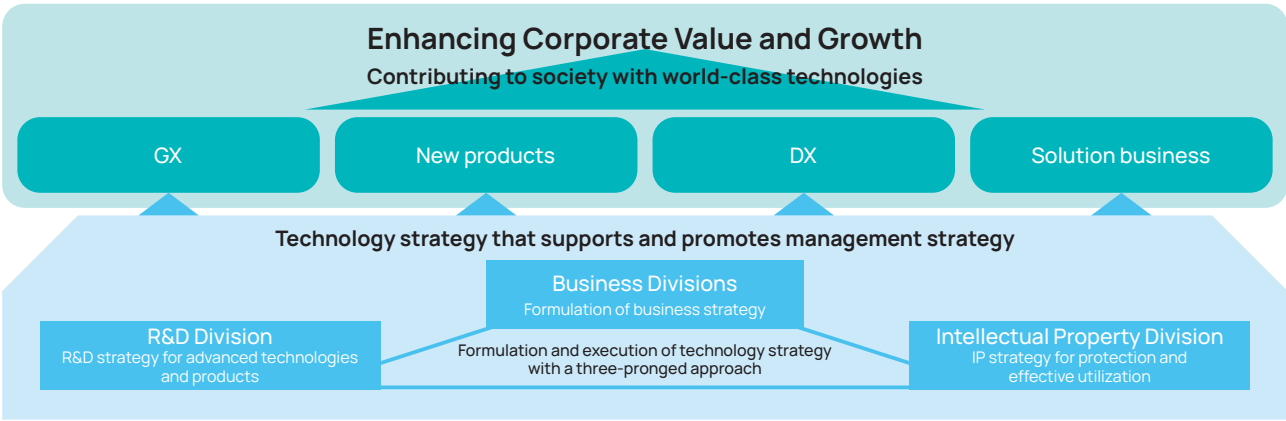 Enhancing Corporate Value and Growth
Contributing to society with world-class technologies
GX
New products
DX
Solution business
Technology strategy that supports and promotes management strategy
Business Divisions
Formulation of business strategy
R&D Division
R&D strategy for advanced technologies
and products
Formulation and execution of technology strategy
with a three-pronged approach
Intellectual Property Division
IP strategy for protection and
effective utilization